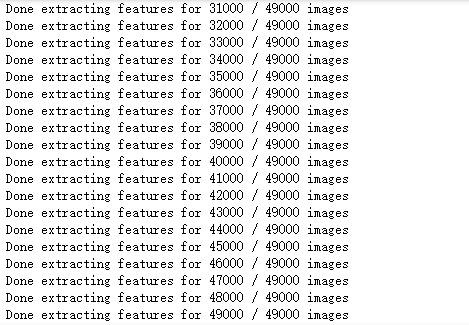 Done extracting features for 31000 / 49000 images
Done extracting features for 32000 / 49000 images
Done extracting features for 33000 / 49000 images
Done extracting features for 34000 / 49000 images
Done extracting features for 35000 / 49000 images
Done extracting features for 36000 / 49000 images
Done extracting features for 37000 / 49000 images
Done extracting features for 38000 / 49000 images
Done extracting features for 39000 / 49000 images
Done extracting features for 40000 / 49000 images
Done extracting features for 41000 / 49000 images
Done extracting features for 42000 / 49000 images
Done extracting features for 43000 / 49000 images
Done extracting features for 44000 / 49000 images
Done extracting features for 45000 / 49000 images
Done extracting features for 46000 / 49000 images
Done extracting features for 47000 / 49000 images
Done extracting features for 48000 / 49000 images
Done extracting features for 49000 / 49000 images